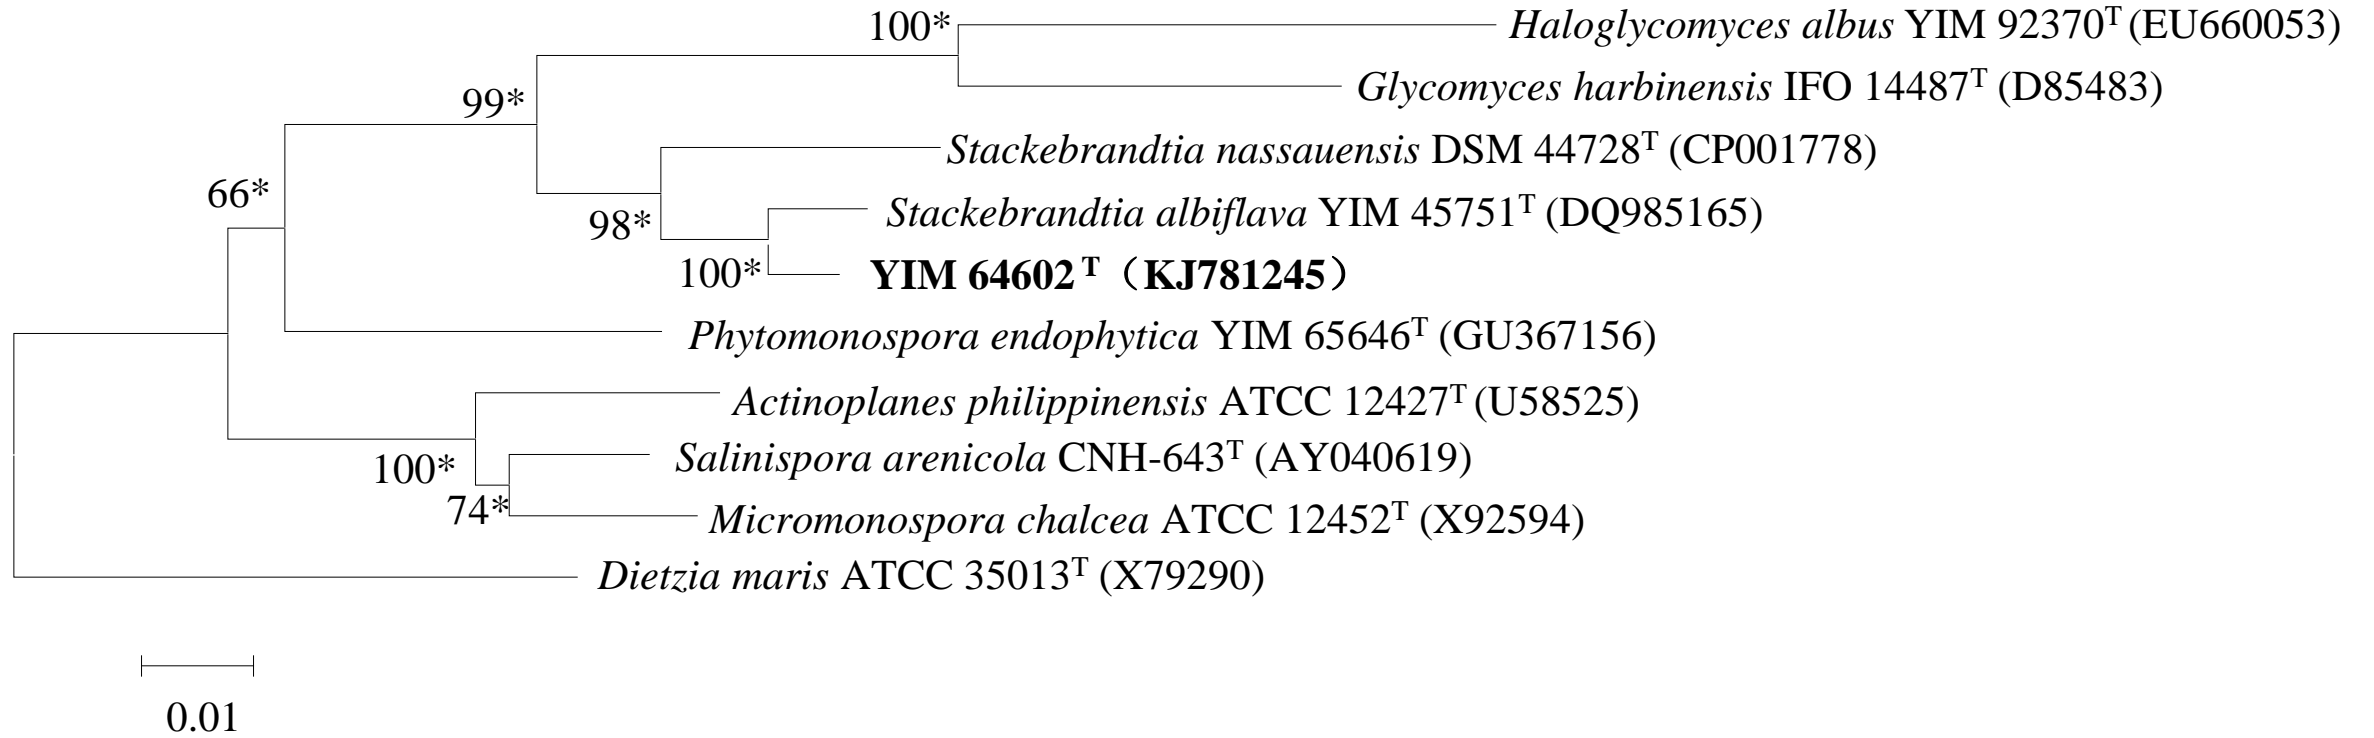 100*
Haloglycomyces albus YIM 92370T (EU660053)
Glycomyces harbinensis IFO 14487T (D85483)
99*
Stackebrandtia nassauensis DSM 44728T (CP001778)
66*
Stackebrandtia albiflava YIM 45751T (DQ985165)
98*
100*
YIM 64602 T（KJ781245）
Phytomonospora endophytica YIM 65646T (GU367156)
Actinoplanes philippinensis ATCC 12427T (U58525)
Salinispora arenicola CNH-643T (AY040619)
100*
74*
Micromonospora chalcea ATCC 12452T (X92594)
Dietzia maris ATCC 35013T (X79290)
0.01